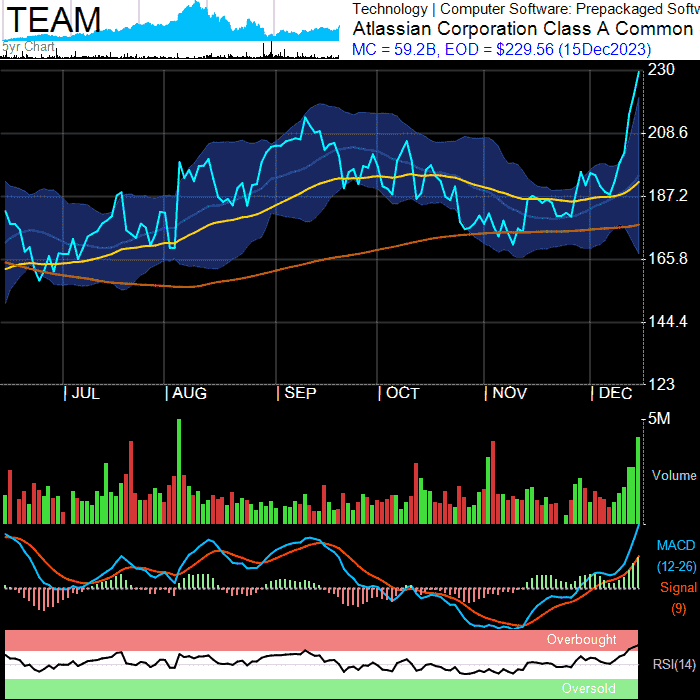 TEAM
5yr Chart
Technology | Computer Software: Prepackaged Softw
Atlassian Corporation Class A Common
MC = 59.2B, EOD = $229.56 (15Dec2023)
230
208.6
187.2
165.8
144.4
123
| JUL | AUG | SEP | OCT | NOV | DEC
5M
Volume
MACD
(12-26)
Signal
(9)
Overbought
RSI(14)
Oversold